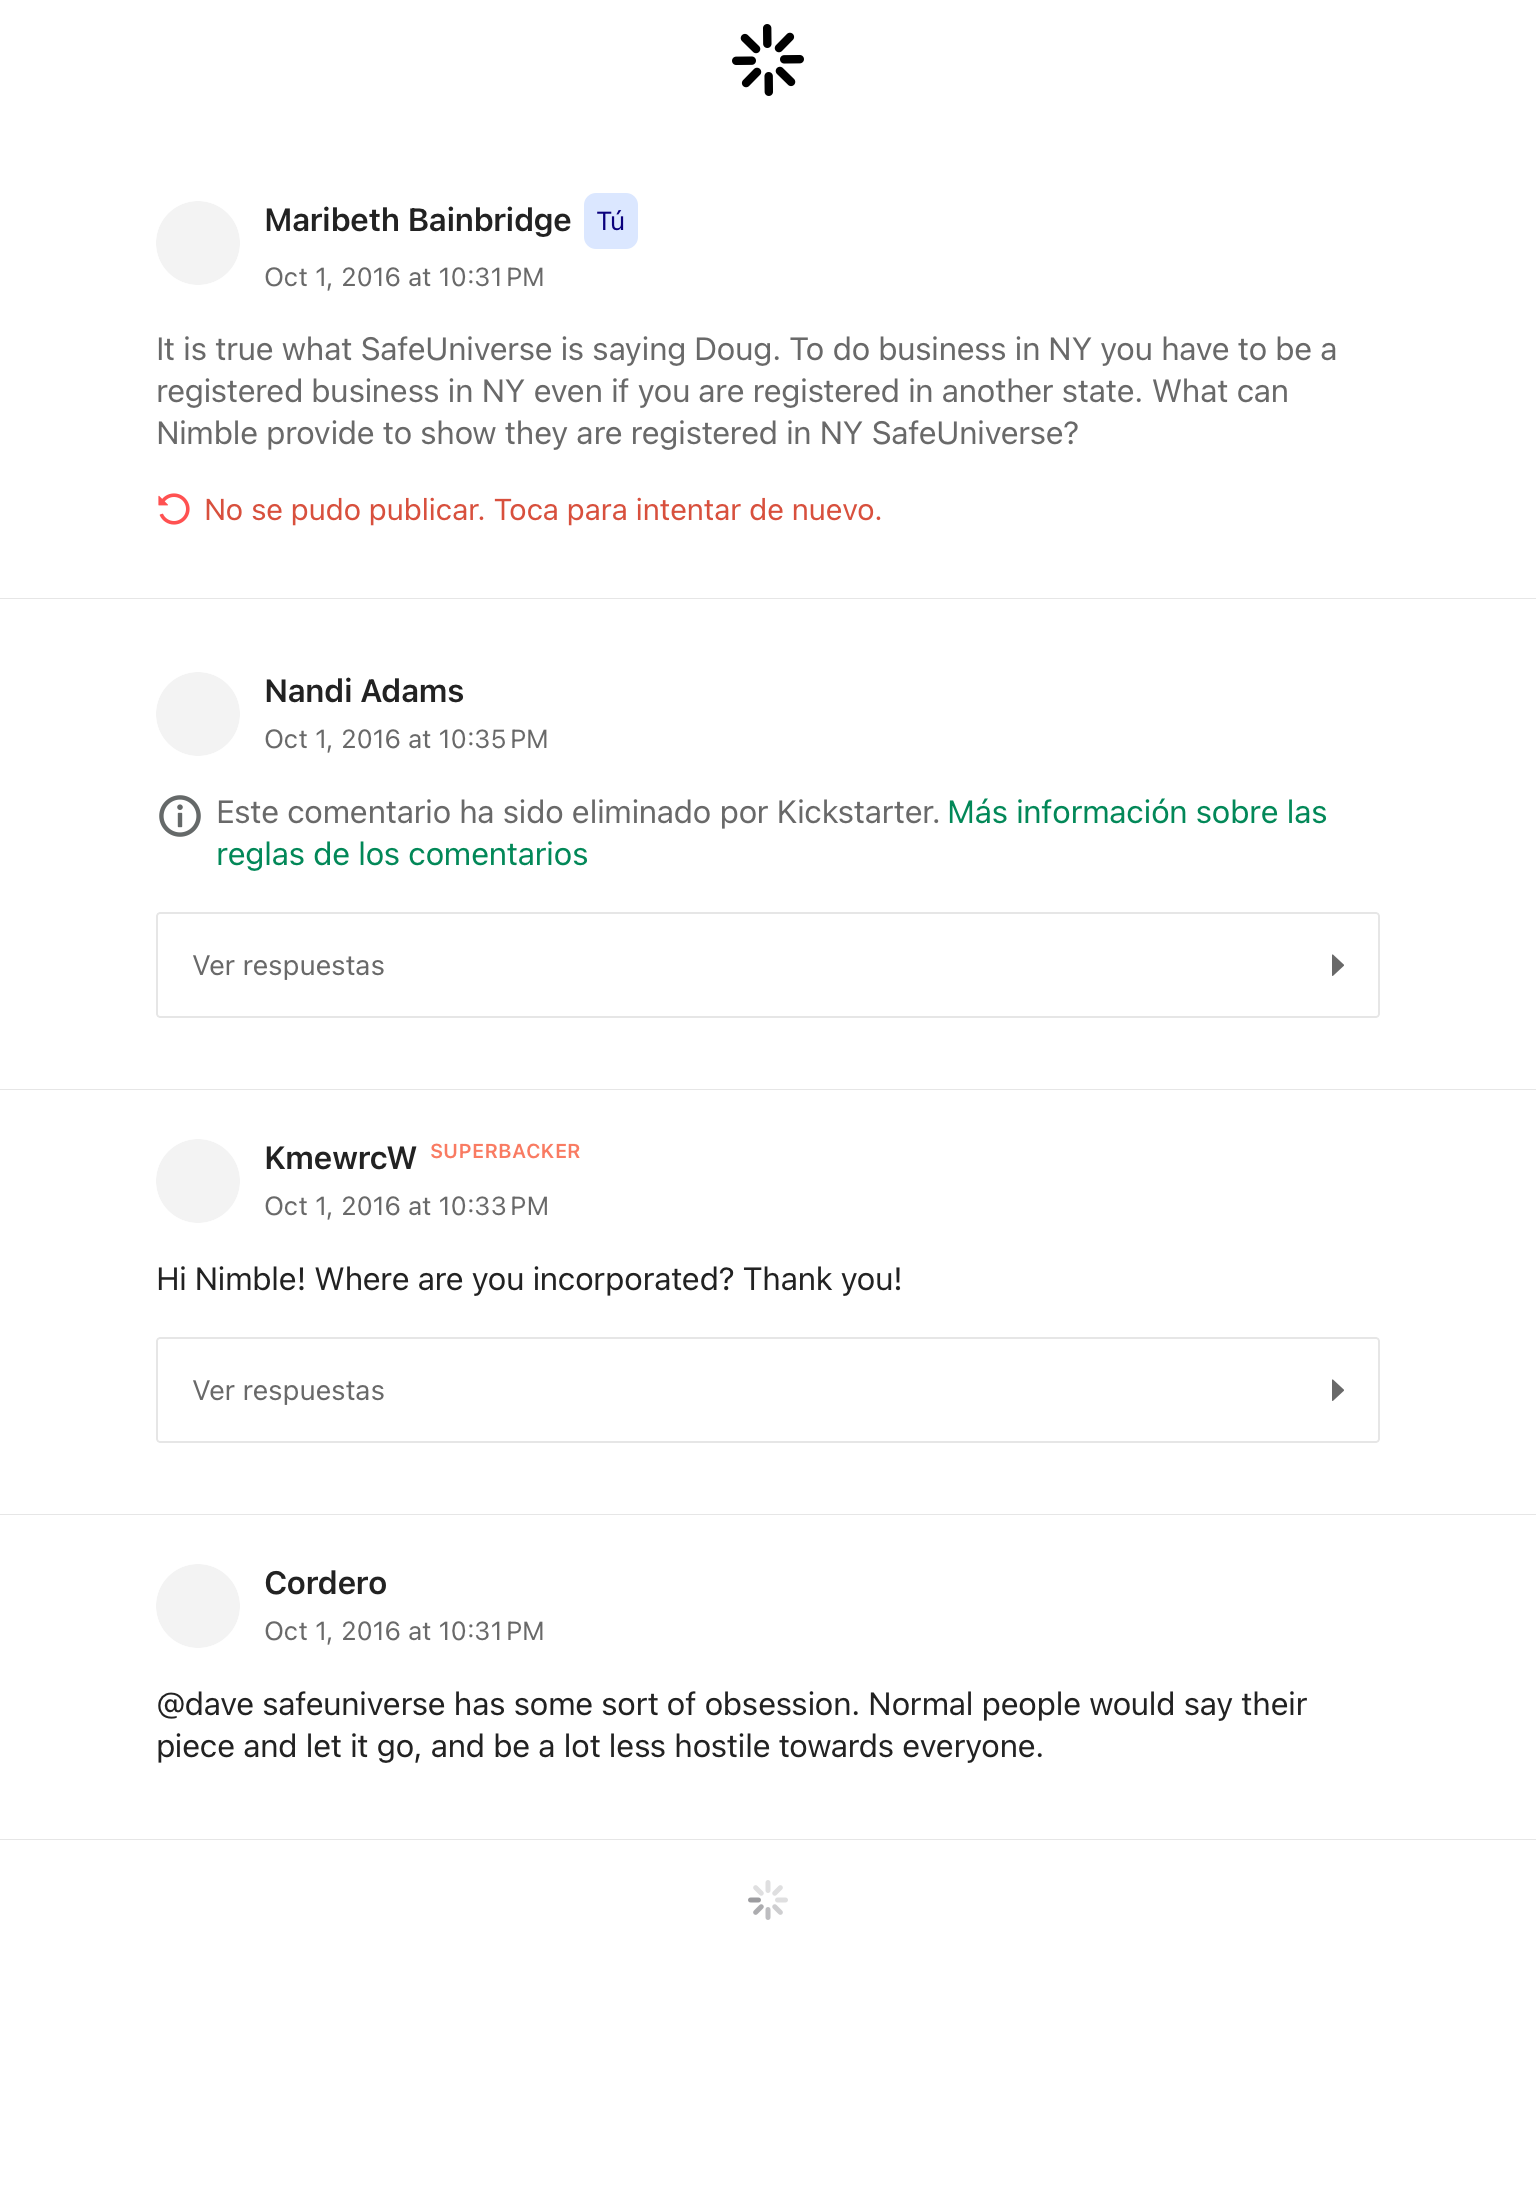 Maribeth Bainbridge Tú
Oct 1, 2016 at 10:31 PM
It is true what SafeUniverse is saying Doug. To do business in NY you have to be a
registered business in NY even if you are registered in another state. What can
Nimble provide to show they are registered in NY SafeUniverse?
No se pudo publicar. Toca para intentar de nuevo.
Nandi Adams
Oct 1, 2016 at 10:35 PM
Este comentario ha sido eliminado por Kickstarter. Más información sobre las
reglas de los comentarios
Ver respuestas
KmewrcW SUPERBACKER
Oct 1, 2016 at 10:33 PM
Hi Nimble! Where are you incorporated? Thank you!
Ver respuestas
Cordero
Oct 1, 2016 at 10:31 PM
@dave safeuniverse has some sort of obsession. Normal people would say their
piece and let it go, and be a lot less hostile towards everyone.